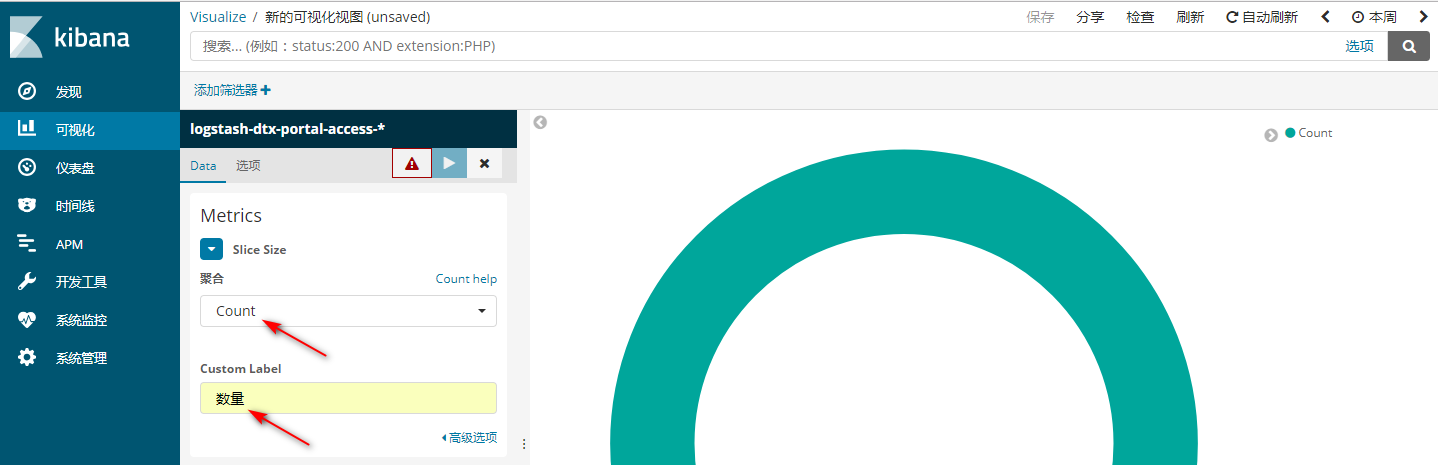 kibana
发现
可视化
仪表盘
时间线
APM
开发工具
系统监控
系统管理
Visualize / 新的可视化视图 (unsaved)
保存 分享 检查 刷新 自动刷新 本周
搜索... (例如：status:200 AND extension:PHP) 选项
添加筛选器
logstash-dtx-portal-access-*
Data 选项
Metrics
Slice Size
聚合 Count help
Count
Custom Label
数量
高级选项
Count